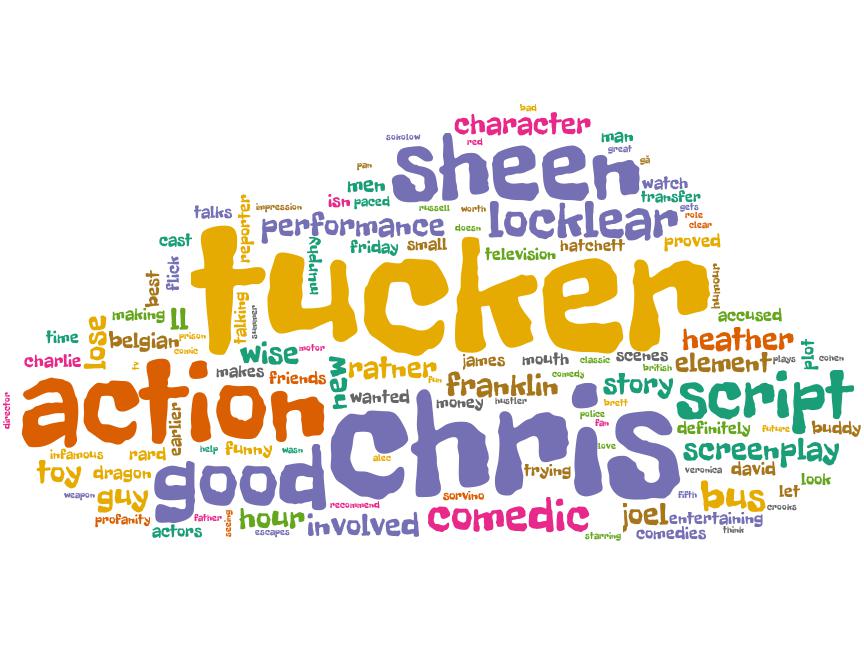 bad
character
sokolow
red
man
great
sheen
gå
pan
men
watch
isn
paced
transfer
talks
impression
russell
worth
gets
role
reporter
performance
doesn
locklear
clear
cast
murphy
friday
small
television
hatchett
proved
flick
best
tucker
humour
talking
summer
making
ll
accused
time
lose
belgian
prison
comic
wise
motor
heather
plot
charlie
tv
makes
friends
new
ratner
fun
james
mouth
classic
scenes
british
element
plays
cohen
director
action
earlier
wanted
franklin
comedy
money
hustler
brett
story
script
police
fan
chris
definitely
future
buddy
infamous
rard
help
funny
wasn
alec
love
screenplay
toy
dragon
good
trying
veronica
david
look
weapon
guy
sorvino
fifth
bus
let
crooks
profanity
father
seeing
hour
recommend
involved
comedic
joel
entertaining
actors
escapes
starring
comedies
think